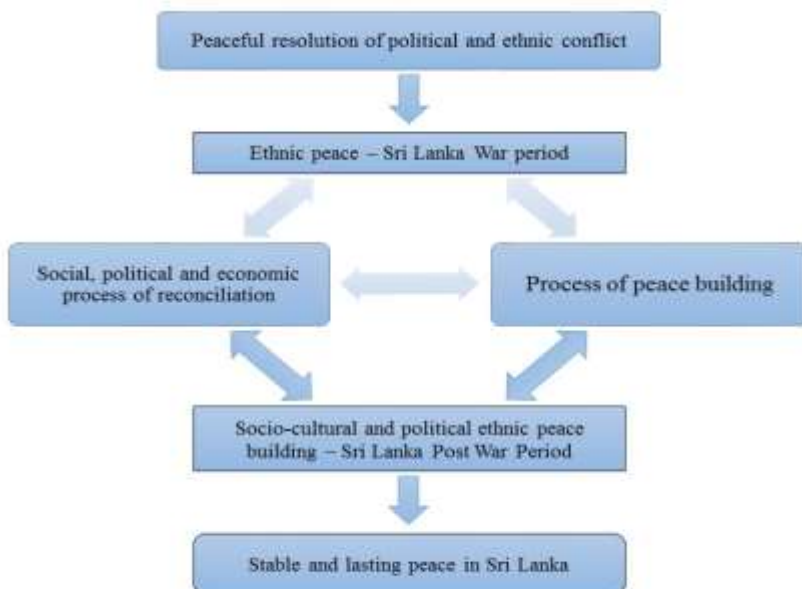 Peaceful resolution of political and ethnic conflict
Ethnic peace – Sri Lanka War period
Social, political and economic
process of reconciliation
Process of peace building
Socio-cultural and political ethnic peace
building – Sri Lanka Post War Period
Stable and lasting peace in Sri Lanka